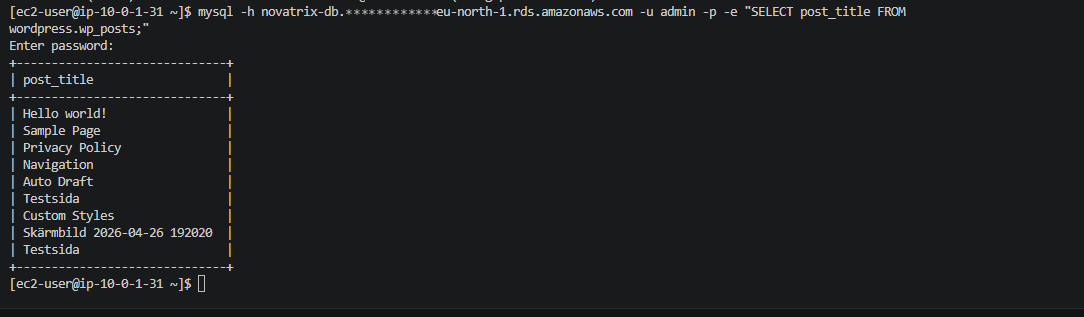 [ec2-user@ip-10-0-1-31 ~]$ mysql -h novatrix-db.************eu-north-1.rds.amazonaws.com -u admin -p -e "SELECT post_title FROM
wordpress.wp_posts;"
Enter password:
+------------------------------+
| post_title                   |
+------------------------------+
| Hello world!                 |
| Sample Page                  |
| Privacy Policy               |
| Navigation                   |
| Auto Draft                   |
| Testsida                     |
| Custom Styles                |
| Skärmbild 2026-04-26 192020  |
| Testsida                     |
+------------------------------+
[ec2-user@ip-10-0-1-31 ~]$